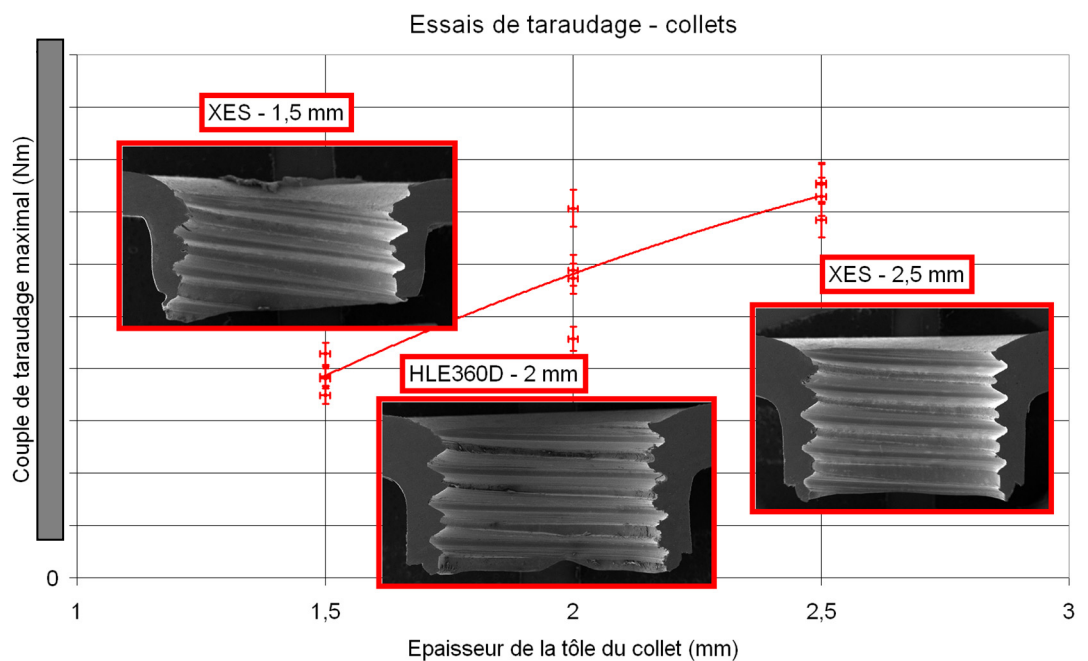 Essais de taraudage - collets
XES - 1,5 mm
XES - 2,5 mm
HLE360D - 2 mm
Couple de taraudage maximal (Nm)
0
1
1,5
2
2,5
3
Epaisseur de la tôle du collet (mm)